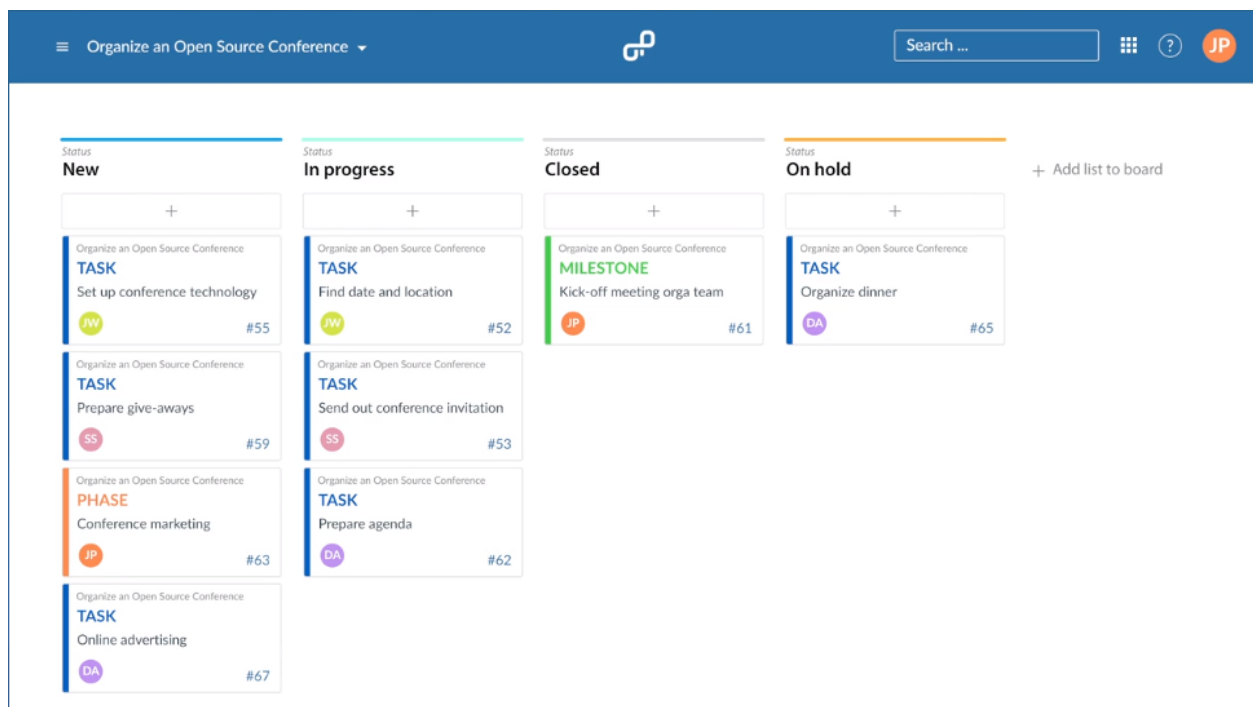 Organize an Open Source Conference
Search ...
?
JP
Status
New
+
Organize an Open Source Conference
TASK
Set up conference technology
JW
#55
Organize an Open Source Conference
TASK
Prepare give-aways
SS
#59
Organize an Open Source Conference
PHASE
Conference marketing
JP
#63
Organize an Open Source Conference
TASK
Online advertising
DA
#67
Status
In progress
+
Organize an Open Source Conference
TASK
Find date and location
JW
#52
Organize an Open Source Conference
TASK
Send out conference invitation
SS
#53
Organize an Open Source Conference
TASK
Prepare agenda
DA
#62
Status
Closed
+
Organize an Open Source Conference
MILESTONE
Kick-off meeting orga team
JP
#61
Status
On hold
+
Organize an Open Source Conference
TASK
Organize dinner
DA
#65
+ Add list to board